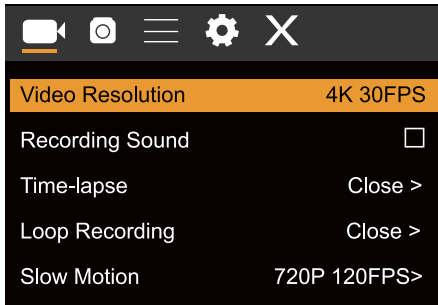 Video Resolution 4K 30FPS
Recording Sound
Time-lapse Close >
Loop Recording Close >
Slow Motion 720P 120FPS>